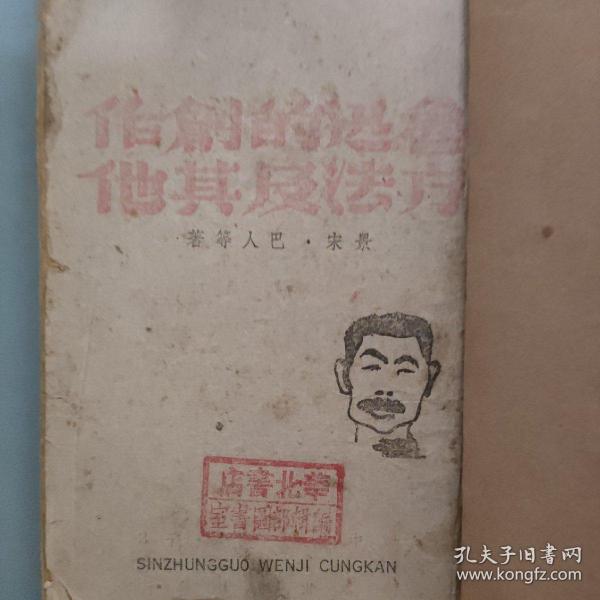 魯迅的創作
方法及其他
景宋·巴人等著
華北書店
編輯部圖書室
SINZHUNGGUO WENJI CUNGKAN
孔夫子旧书网
www.kongfz.com